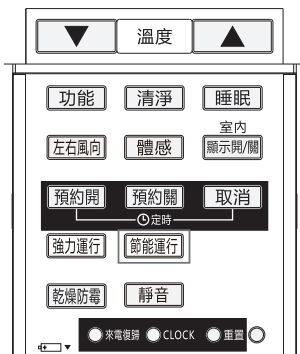 ▼ 溫度 ▲
功能 清淨 睡眠
室內
左右風向 體感 顯示開/關
預約開 預約關 取消
定時
強力運行 節能運行
乾燥防霉 靜音
來電復歸 CLOCK 重置